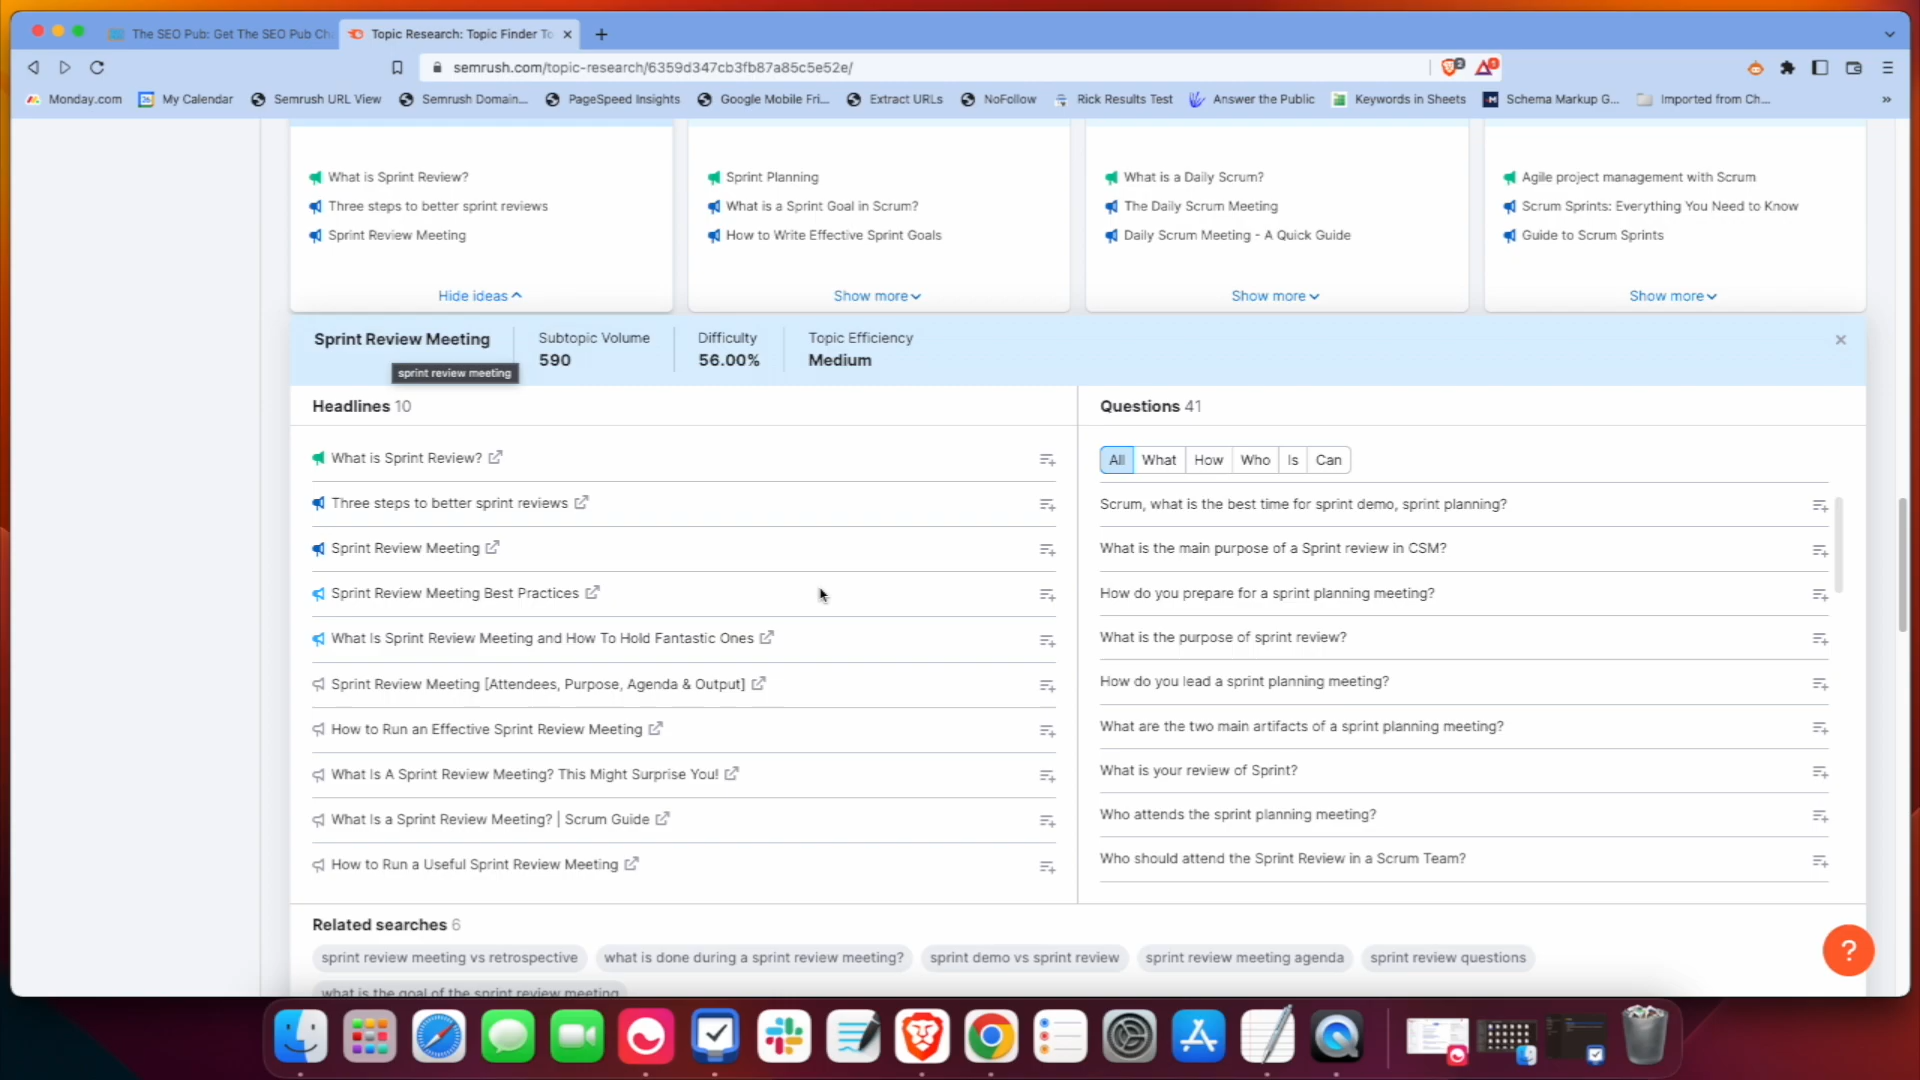 The SEO Pub: Get The SEO Pub Ch
Topic Research: Topic Finder To
semrush.com/topic-research/6359d347cb3fb87a85c5e52e/
Monday.com
My Calendar
Semrush URL View
Semrush Domain...
PageSpeed Insights
Google Mobile Fri...
Extract URLs
NoFollow
Rick Results Test
Answer the Public
Keywords in Sheets
Schema Markup G...
Imported from Ch...
What is Sprint Review?
Three steps to better sprint reviews
Sprint Review Meeting
Hide ideas
Sprint Planning
What is a Sprint Goal in Scrum?
How to Write Effective Sprint Goals
Show more
What is a Daily Scrum?
The Daily Scrum Meeting
Daily Scrum Meeting - A Quick Guide
Show more
Agile project management with Scrum
Scrum Sprints: Everything You Need to Know
Guide to Scrum Sprints
Show more
Sprint Review Meeting
sprint review meeting
Subtopic Volume
590
Difficulty
56.00%
Topic Efficiency
Medium
Headlines 10
What is Sprint Review?
Three steps to better sprint reviews
Sprint Review Meeting
Sprint Review Meeting Best Practices
What Is Sprint Review Meeting and How To Hold Fantastic Ones
Sprint Review Meeting [Attendees, Purpose, Agenda & Output]
How to Run an Effective Sprint Review Meeting
What Is A Sprint Review Meeting? This Might Surprise You!
What Is a Sprint Review Meeting? | Scrum Guide
How to Run a Useful Sprint Review Meeting
Questions 41
All
What
How
Who
Is
Can
Scrum, what is the best time for sprint demo, sprint planning?
What is the main purpose of a Sprint review in CSM?
How do you prepare for a sprint planning meeting?
What is the purpose of sprint review?
How do you lead a sprint planning meeting?
What are the two main artifacts of a sprint planning meeting?
What is your review of Sprint?
Who attends the sprint planning meeting?
Who should attend the Sprint Review in a Scrum Team?
Related searches 6
sprint review meeting vs retrospective
what is done during a sprint review meeting?
sprint demo vs sprint review
sprint review meeting agenda
sprint review questions
what is the goal of the sprint review meeting
?